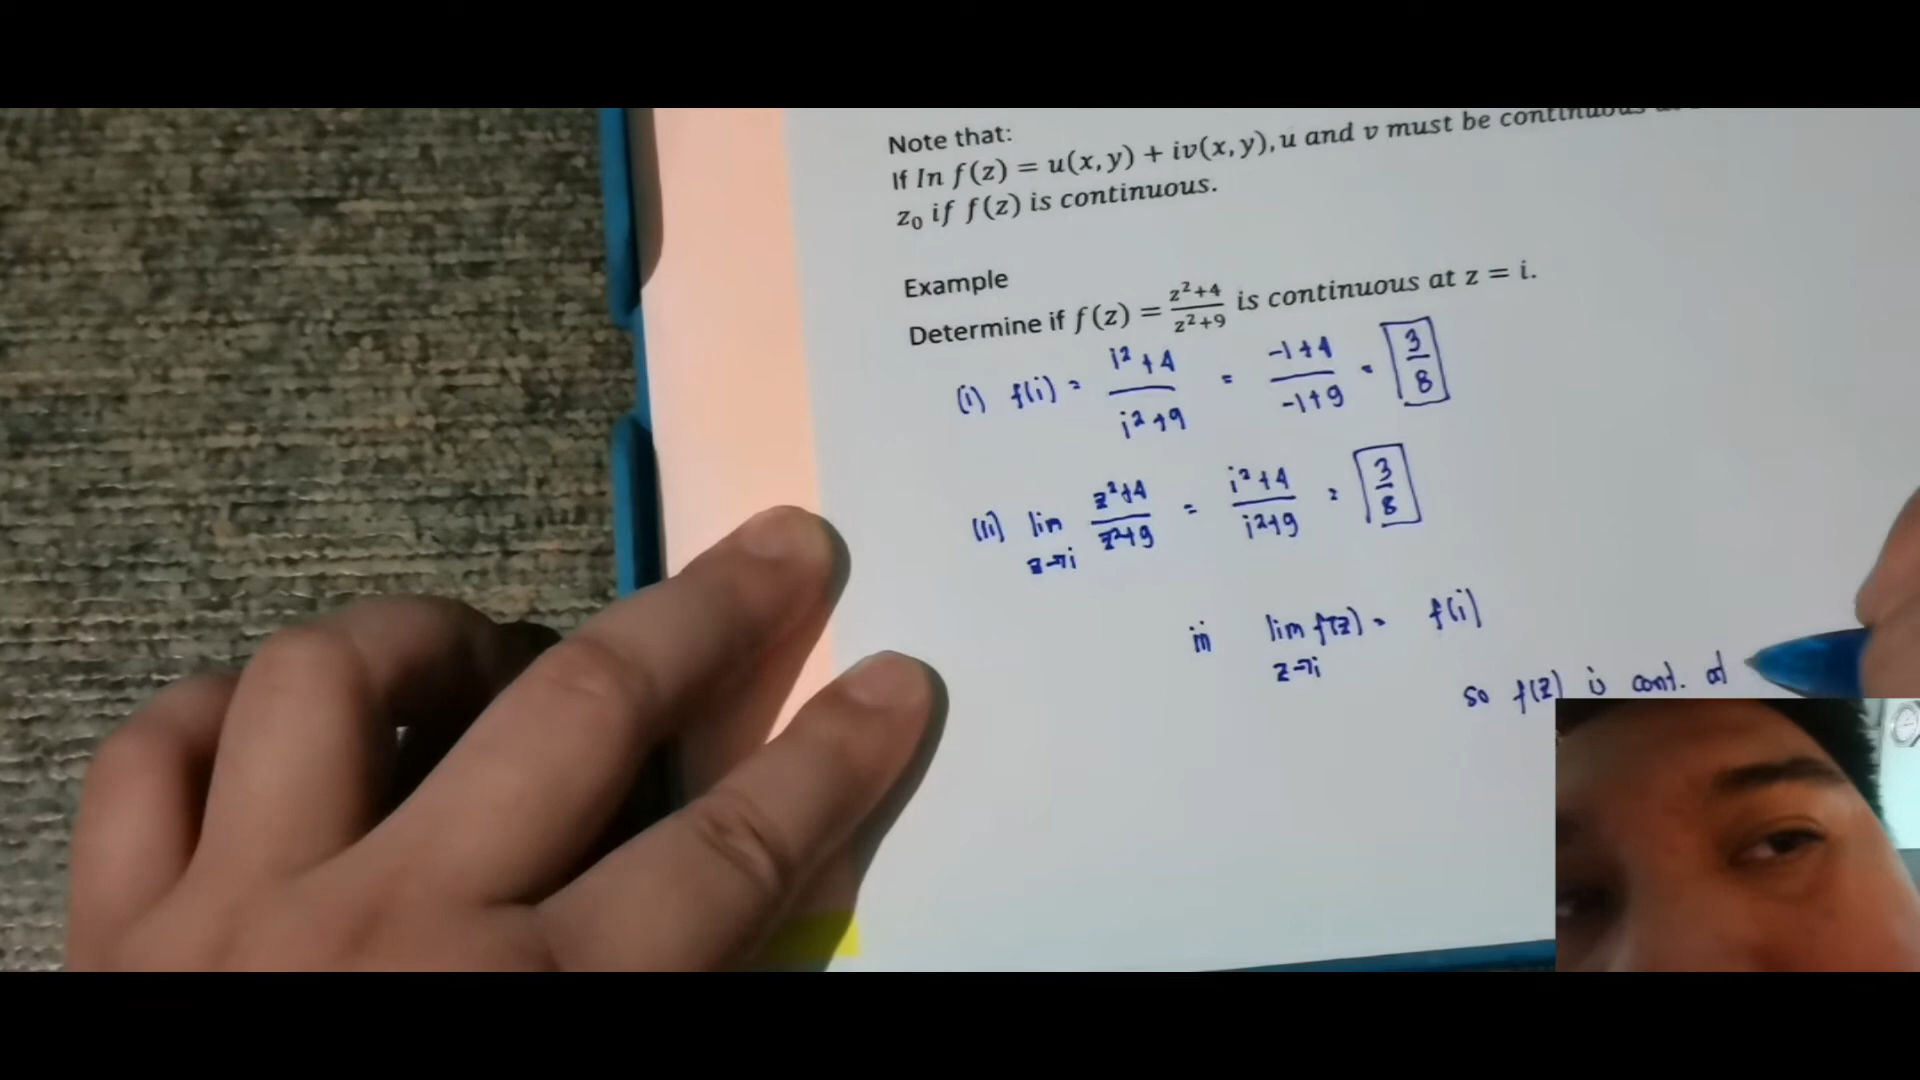 Note that:
If In f(z) = u(x, y) + iv(x, y), u and v must be continuous
z₀ if f(z) is continuous.
Example
Determine if f(z) = (z²+4)/(z²+9) is continuous at z = i.
(i) f(i) = (i²+4)/(i²+9) = (-1+4)/(-1+9) = 3/8
(ii) lim z→i (z²+4)/(z²+9) = (i²+4)/(i²+9) = 3/8
iii lim z→i f(z) = f(i)
so f(z) is cont. at